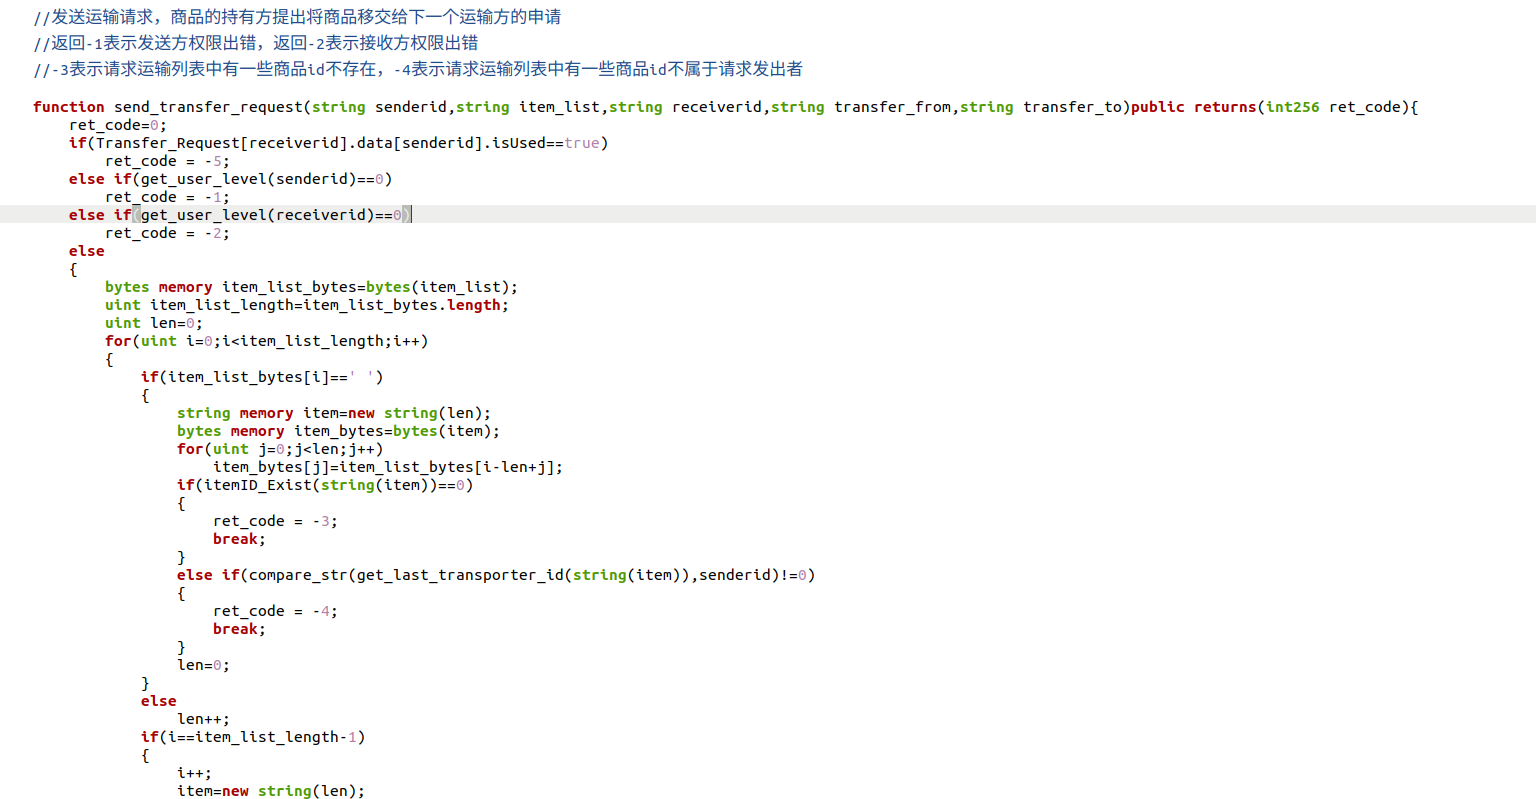 //发送运输请求，商品的持有方提出将商品移交给下一个运输方的申请
//返回-1表示发送方权限出错，返回-2表示接收方权限出错
//-3表示请求运输列表中有一些商品id不存在，-4表示请求运输列表中有一些商品id不属于请求发出者
function send_transfer_request(string senderid,string item_list,string receiverid,string transfer_from,string transfer_to)public returns(int256 ret_code){
    ret_code=0;
    if(Transfer_Request[receiverid].data[senderid].isUsed==true)
        ret_code = -5;
    else if(get_user_level(senderid)==0)
        ret_code = -1;
    else if(get_user_level(receiverid)==0)
        ret_code = -2;
    else
    {
        bytes memory item_list_bytes=bytes(item_list);
        uint item_list_length=item_list_bytes.length;
        uint len=0;
        for(uint i=0;i<item_list_length;i++)
        {
            if(item_list_bytes[i]==' ')
            {
                string memory item=new string(len);
                bytes memory item_bytes=bytes(item);
                for(uint j=0;j<len;j++)
                    item_bytes[j]=item_list_bytes[i-len+j];
                if(itemID_Exist(string(item))==0)
                {
                    ret_code = -3;
                    break;
                }
                else if(compare_str(get_last_transporter_id(string(item)),senderid)!=0)
                {
                    ret_code = -4;
                    break;
                }
                len=0;
            }
            else
                len++;
            if(i==item_list_length-1)
            {
                i++;
                item=new string(len);